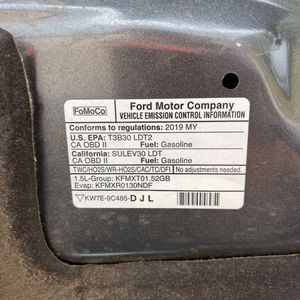 FoMoCo
Ford Motor Company
VEHICLE EMISSION CONTROL INFORMATION
Conforms to regulations: 2019 MY
U.S. EPA: T3B30 LDT2
CA OBD II Fuel: Gasoline
California: SULEV30 LDT
CA OBD II Fuel: Gasoline
TWC/HO2S/WR-HO2S/CAC/TC/DFI No adjustments needed.
1.5L-Group: KFMXT01.52GB
Evap: KFMXR0130NDF
KW7E-9C485-D J L